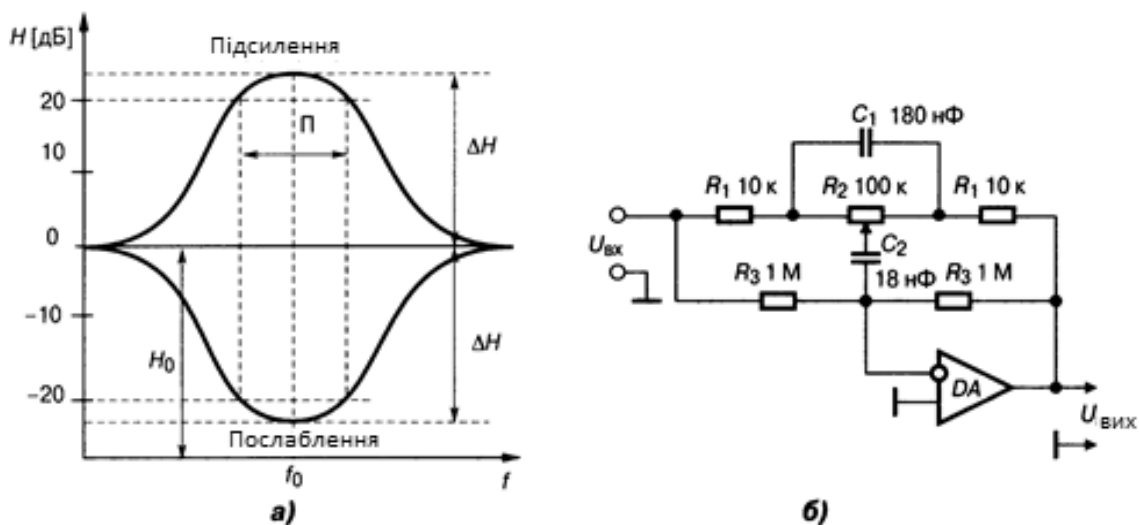 H [дБ]
Підсилення
20
П
10
ΔH
0
−10
H₀
ΔH
−20
Послаблення
f₀
f
а)
C₁ 180 нФ
R₁ 10 к
R₂ 100 к
R₁ 10 к
Uвх
C₂
R₃ 1 М
18 нФ
R₃ 1 М
DA
Uвих
б)